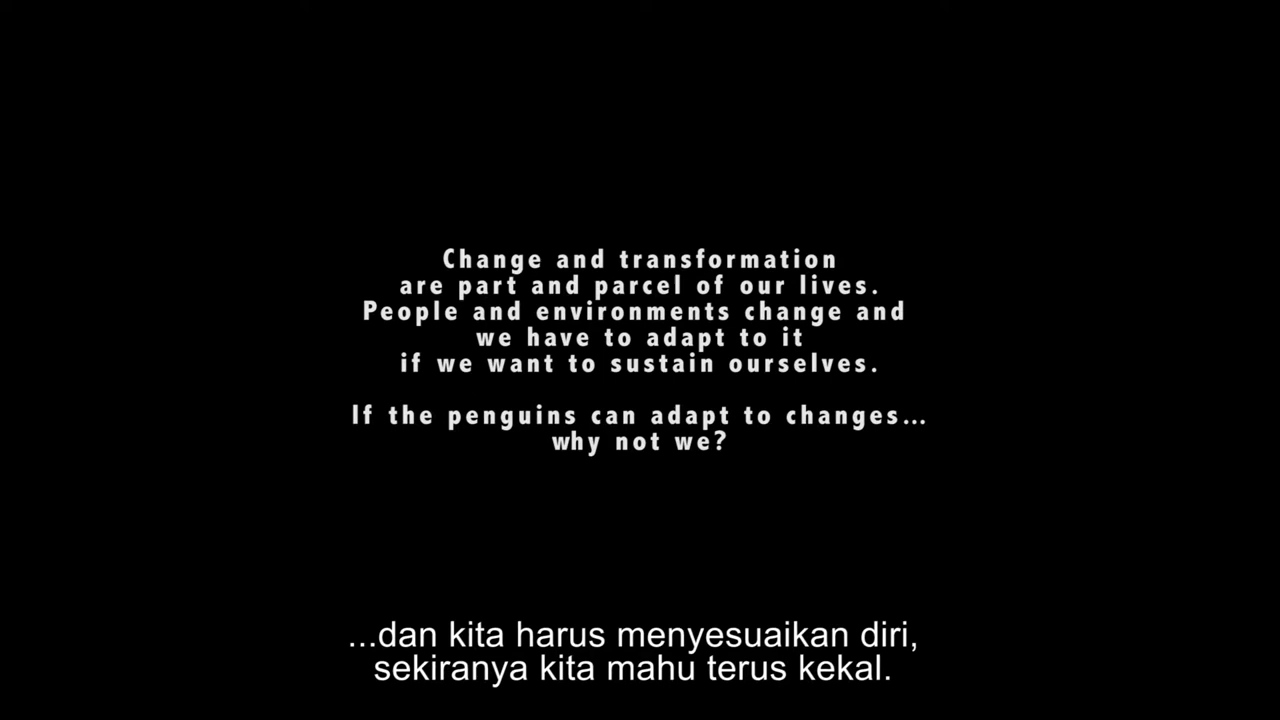 Change and transformation
are part and parcel of our lives.
People and environments change and
we have to adapt to it
if we want to sustain ourselves.
If the penguins can adapt to changes...
why not we?
...dan kita harus menyesuaikan diri,
sekiranya kita mahu terus kekal.